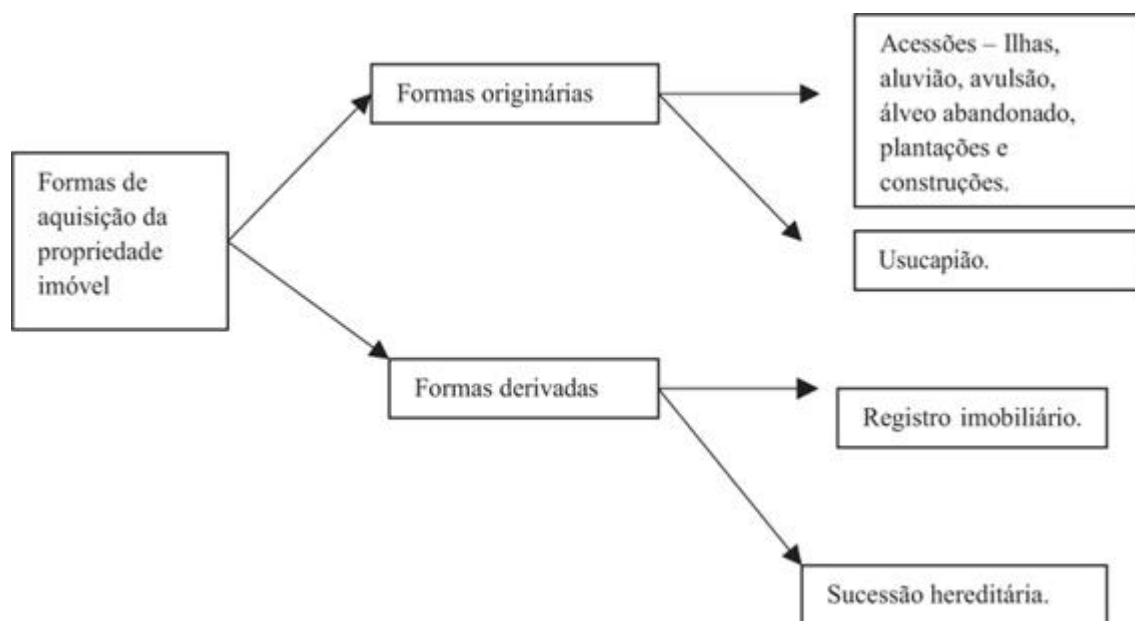 Formas de
aquisição da
propriedade
imóvel
Formas originárias
Acessões – Ilhas,
aluvião, avulsão,
álveo abandonado,
plantações e
construções.
Usucapião.
Formas derivadas
Registro imobiliário.
Sucessão hereditária.